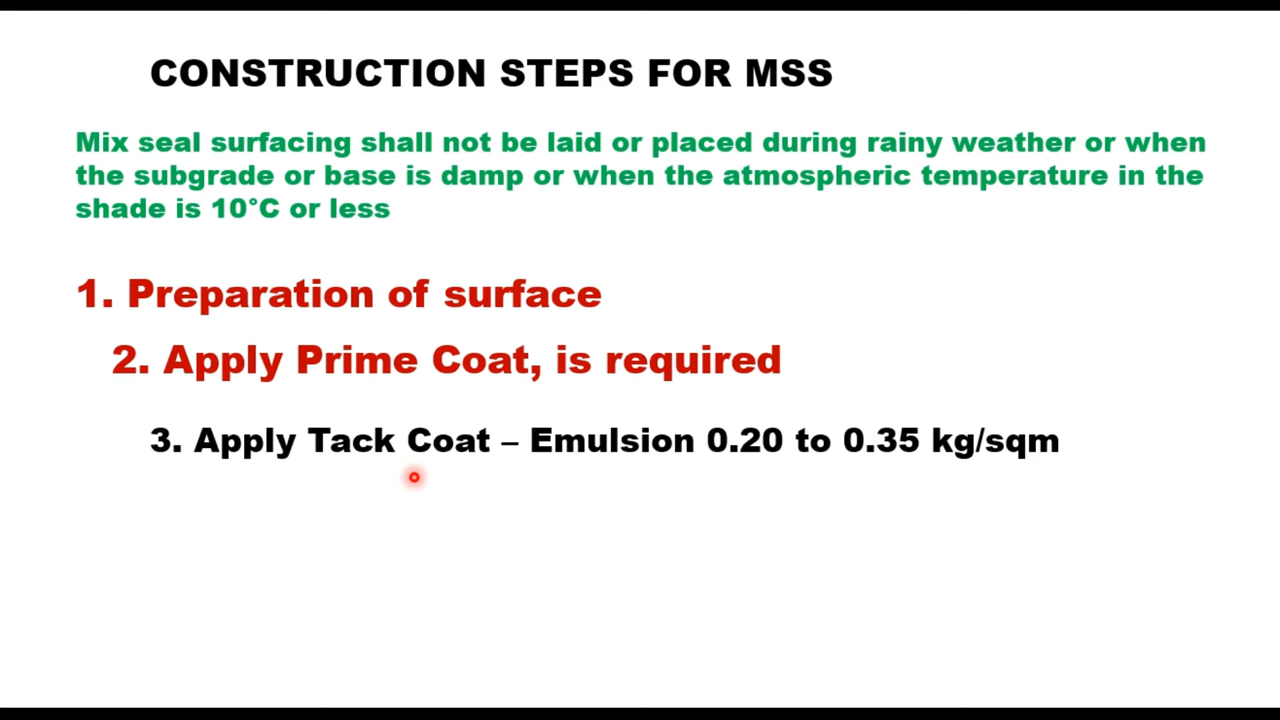 CONSTRUCTION STEPS FOR MSS
Mix seal surfacing shall not be laid or placed during rainy weather or when
the subgrade or base is damp or when the atmospheric temperature in the
shade is 10°C or less
1. Preparation of surface
2. Apply Prime Coat, is required
3. Apply Tack Coat – Emulsion 0.20 to 0.35 kg/sqm